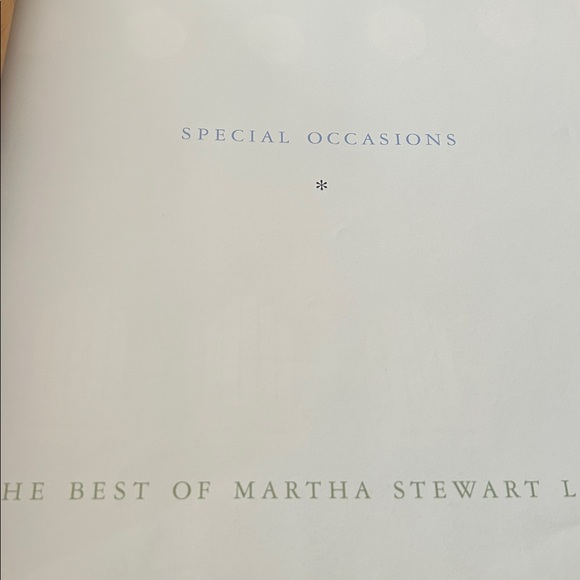 SPECIAL OCCASIONS
*
HE BEST OF MARTHA STEWART L